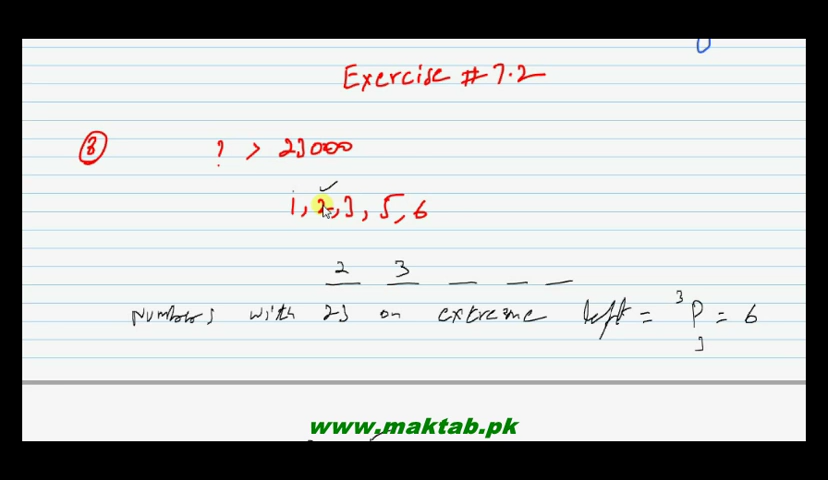 Exercise # 7.2
8 ? > 23000
1, 2, 3, 5, 6
2 3
Numbers with 23 on extreme left = ³P₃ = 6
www.maktab.pk